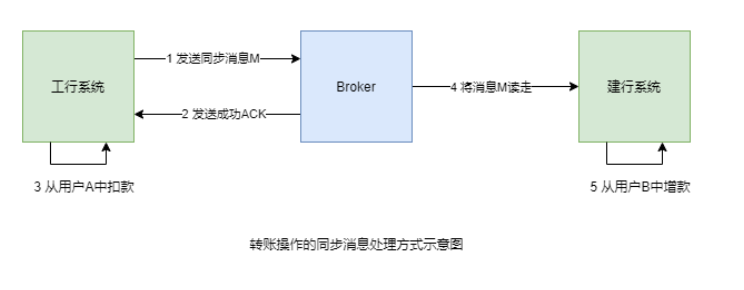 1 发送同步消息M
工行系统
Broker
4 将消息M读走
建行系统
2 发送成功ACK
3 从用户A中扣款
5 从用户B中增款
转账操作的同步消息处理方式示意图